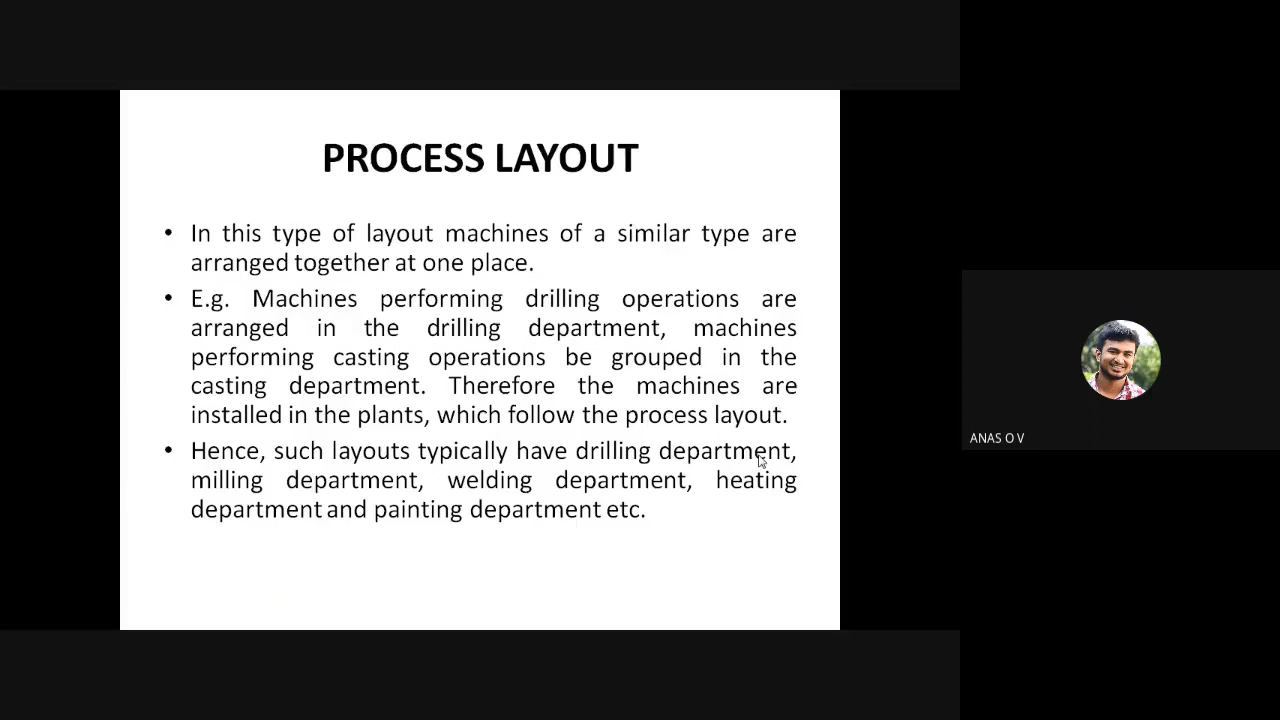 PROCESS LAYOUT
• In this type of layout machines of a similar type are
arranged together at one place.
• E.g. Machines performing drilling operations are
arranged in the drilling department, machines
performing casting operations be grouped in the
casting department. Therefore the machines are
installed in the plants, which follow the process layout.
• Hence, such layouts typically have drilling department,
milling department, welding department, heating
department and painting department etc.
ANAS O V